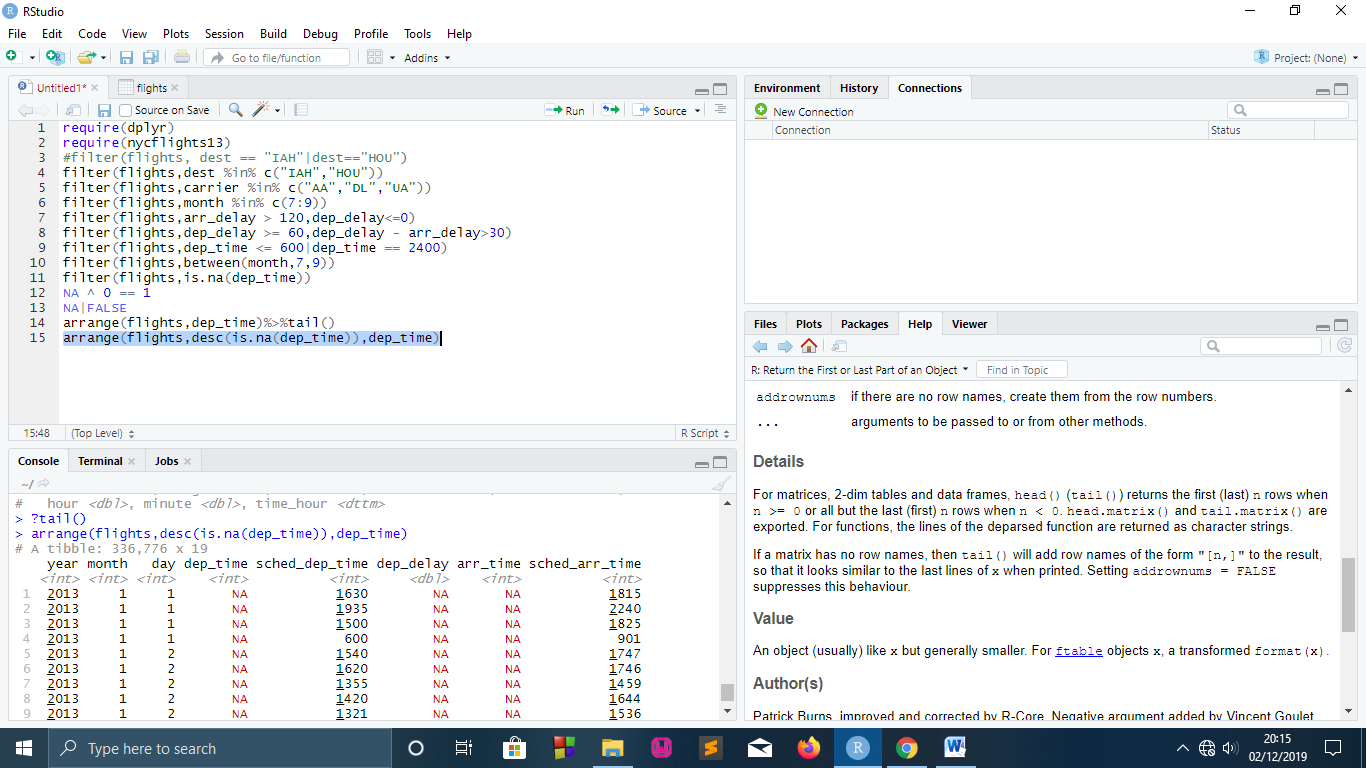 RStudio
File Edit Code View Plots Session Build Debug Profile Tools Help
Go to file/function Addins Project: (None)
Untitled1* flights
Source on Save Run Source
1 require(dplyr)
2 require(nycflights13)
3 #filter(flights, dest == "IAH"|dest=="HOU")
4 filter(flights,dest %in% c("IAH","HOU"))
5 filter(flights,carrier %in% c("AA","DL","UA"))
6 filter(flights,month %in% c(7:9))
7 filter(flights,arr_delay > 120,dep_delay<=0)
8 filter(flights,dep_delay >= 60,dep_delay - arr_delay>30)
9 filter(flights,dep_time <= 600|dep_time == 2400)
10 filter(flights,between(month,7,9))
11 filter(flights,is.na(dep_time))
12 NA ^ 0 == 1
13 NA|FALSE
14 arrange(flights,dep_time)%>%tail()
15 arrange(flights,desc(is.na(dep_time)),dep_time)
15:48 (Top Level) R Script
Console Terminal Jobs
~/
# hour <dbl>, minute <dbl>, time_hour <dttm>
> ?tail()
> arrange(flights,desc(is.na(dep_time)),dep_time)
# A tibble: 336,776 x 19
year month day dep_time sched_dep_time dep_delay arr_time sched_arr_time
<int> <int> <int> <int> <int> <dbl> <int> <int>
1 2013 1 1 NA 1630 NA NA 1815
2 2013 1 1 NA 1935 NA NA 2240
3 2013 1 1 NA 1500 NA NA 1825
4 2013 1 1 NA 600 NA NA 901
5 2013 1 2 NA 1540 NA NA 1747
6 2013 1 2 NA 1620 NA NA 1746
7 2013 1 2 NA 1355 NA NA 1459
8 2013 1 2 NA 1420 NA NA 1644
9 2013 1 2 NA 1321 NA NA 1536
Environment History Connections
New Connection
Connection Status
Files Plots Packages Help Viewer
R: Return the First or Last Part of an Object Find in Topic
addrownums if there are no row names, create them from the row numbers.
... arguments to be passed to or from other methods.
Details
For matrices, 2-dim tables and data frames, head() (tail()) returns the first (last) n rows when
n >= 0 or all but the last (first) n rows when n < 0. head.matrix() and tail.matrix() are
exported. For functions, the lines of the deparsed function are returned as character strings.
If a matrix has no row names, then tail() will add row names of the form "[n,]" to the result,
so that it looks similar to the last lines of x when printed. Setting addrownums = FALSE
suppresses this behaviour.
Value
An object (usually) like x but generally smaller. For ftable objects x, a transformed format(x).
Author(s)
Patrick Burns, improved and corrected by R-Core. Negative argument added by Vincent Goulet
Type here to search
20:15
02/12/2019